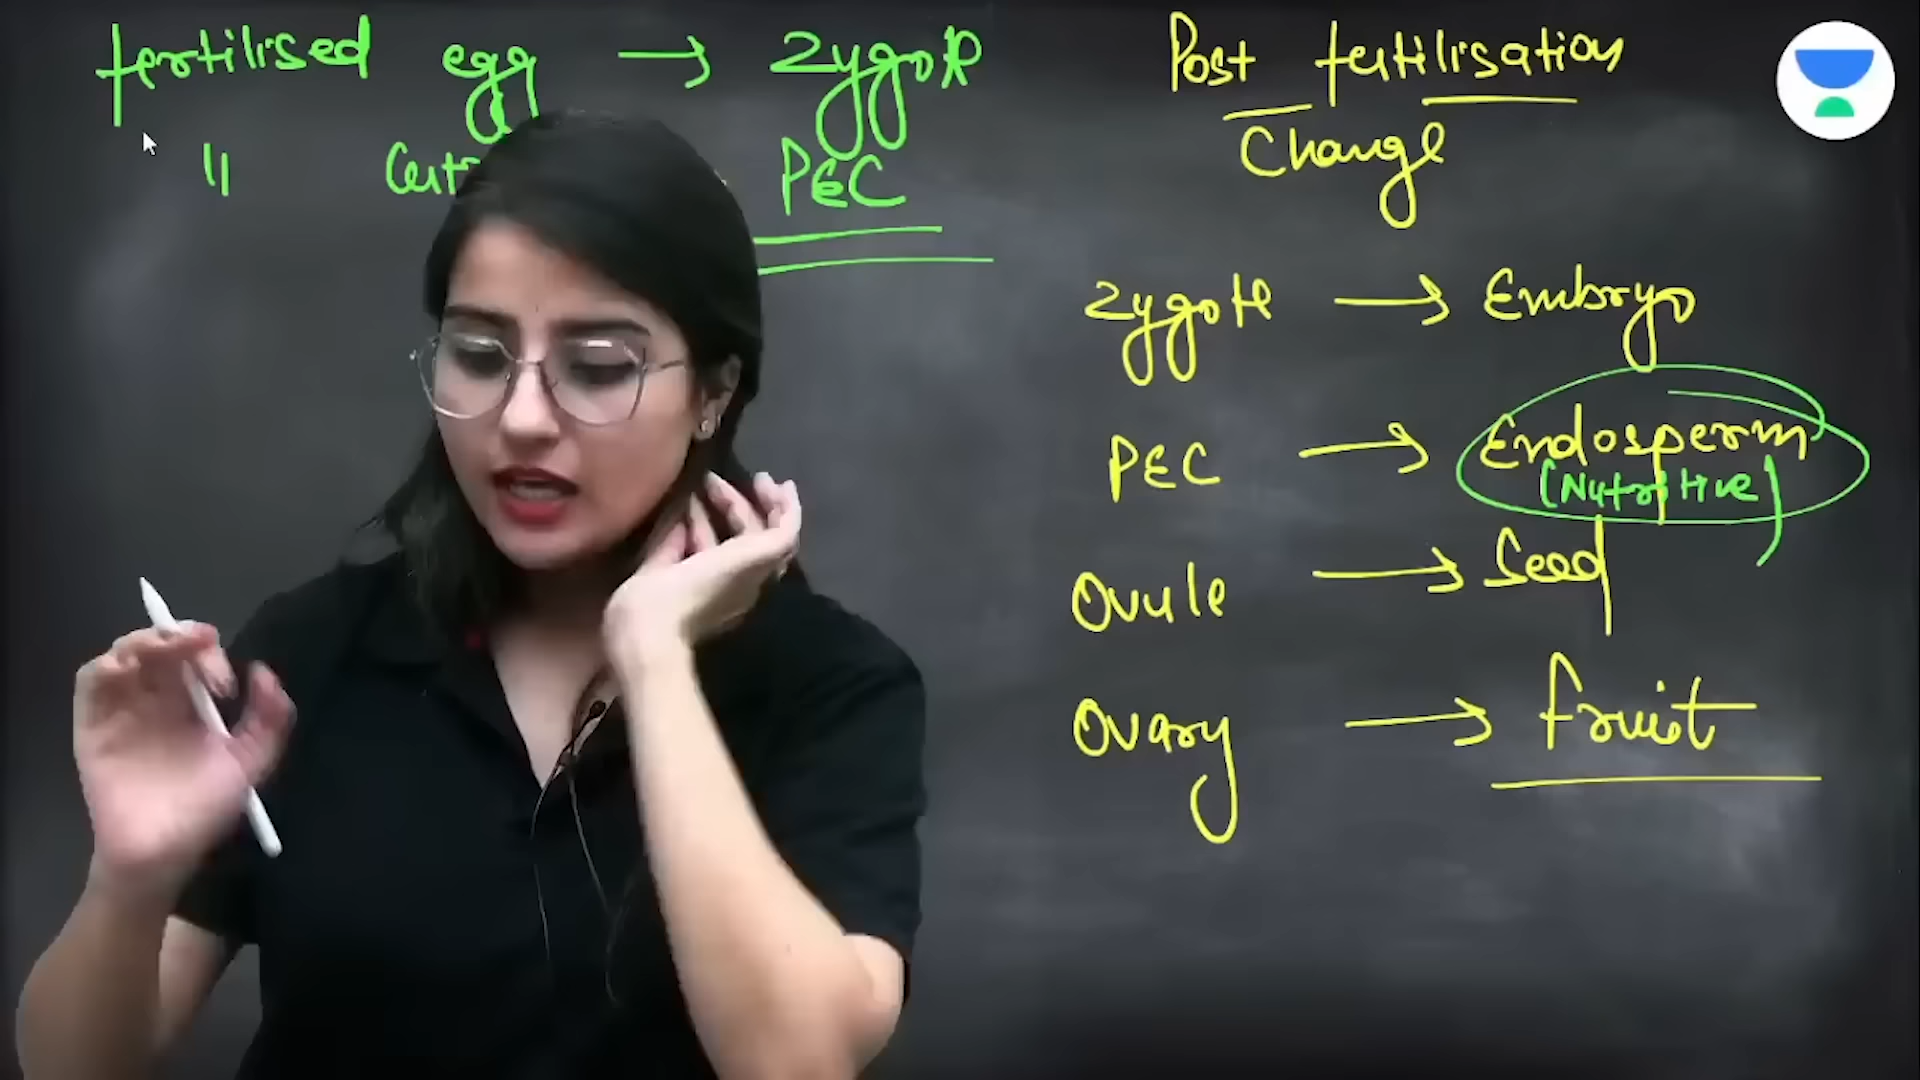 fertilised egg → zygote
" PEC
Post fertilisation
Change
Zygote → Embryo
PEC → Endosperm
(Nutritive)
Ovule → Seed
Ovary → fruit